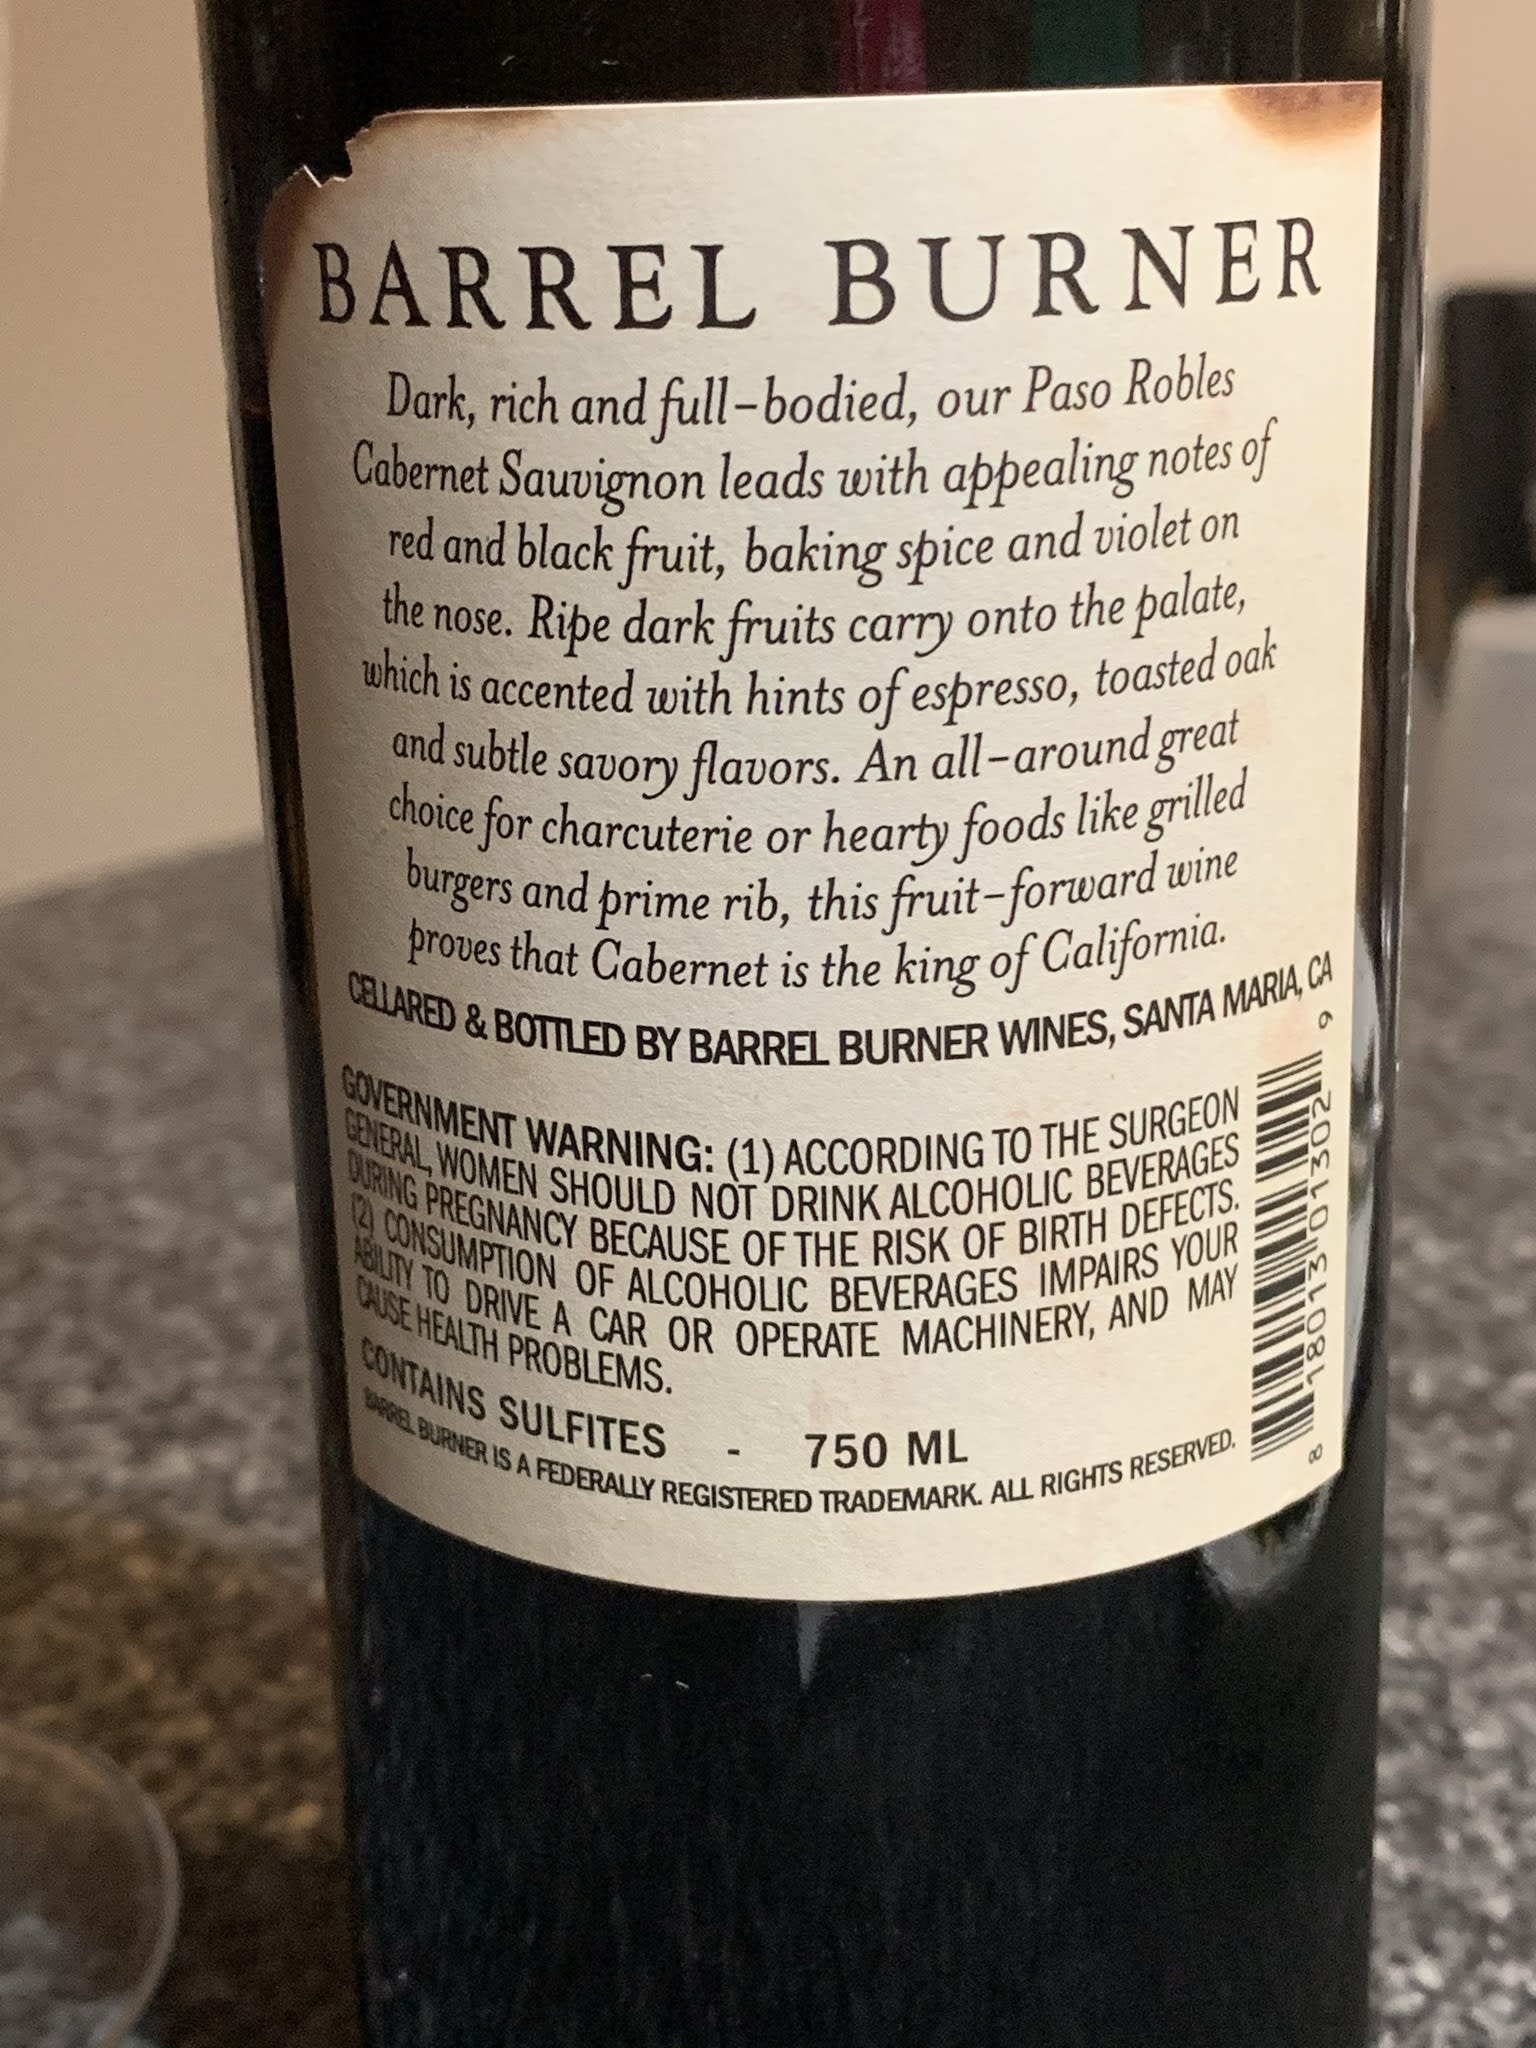 BARREL BURNER
Dark, rich and full-bodied, our Paso Robles
Cabernet Sauvignon leads with appealing notes of
red and black fruit, baking spice and violet on
the nose. Ripe dark fruits carry onto the palate,
which is accented with hints of espresso, toasted oak
and subtle savory flavors. An all-around great
choice for charcuterie or hearty foods like grilled
burgers and prime rib, this fruit-forward wine
proves that Cabernet is the king of California.
CELLARED & BOTTLED BY BARREL BURNER WINES, SANTA MARIA, CA
GOVERNMENT WARNING: (1) ACCORDING TO THE SURGEON
GENERAL, WOMEN SHOULD NOT DRINK ALCOHOLIC BEVERAGES
DURING PREGNANCY BECAUSE OF THE RISK OF BIRTH DEFECTS.
(2) CONSUMPTION OF ALCOHOLIC BEVERAGES IMPAIRS YOUR
ABILITY TO DRIVE A CAR OR OPERATE MACHINERY, AND MAY
CAUSE HEALTH PROBLEMS.
CONTAINS SULFITES - 750 ML
BARREL BURNER IS A FEDERALLY REGISTERED TRADEMARK. ALL RIGHTS RESERVED.
8 18013 01302 9